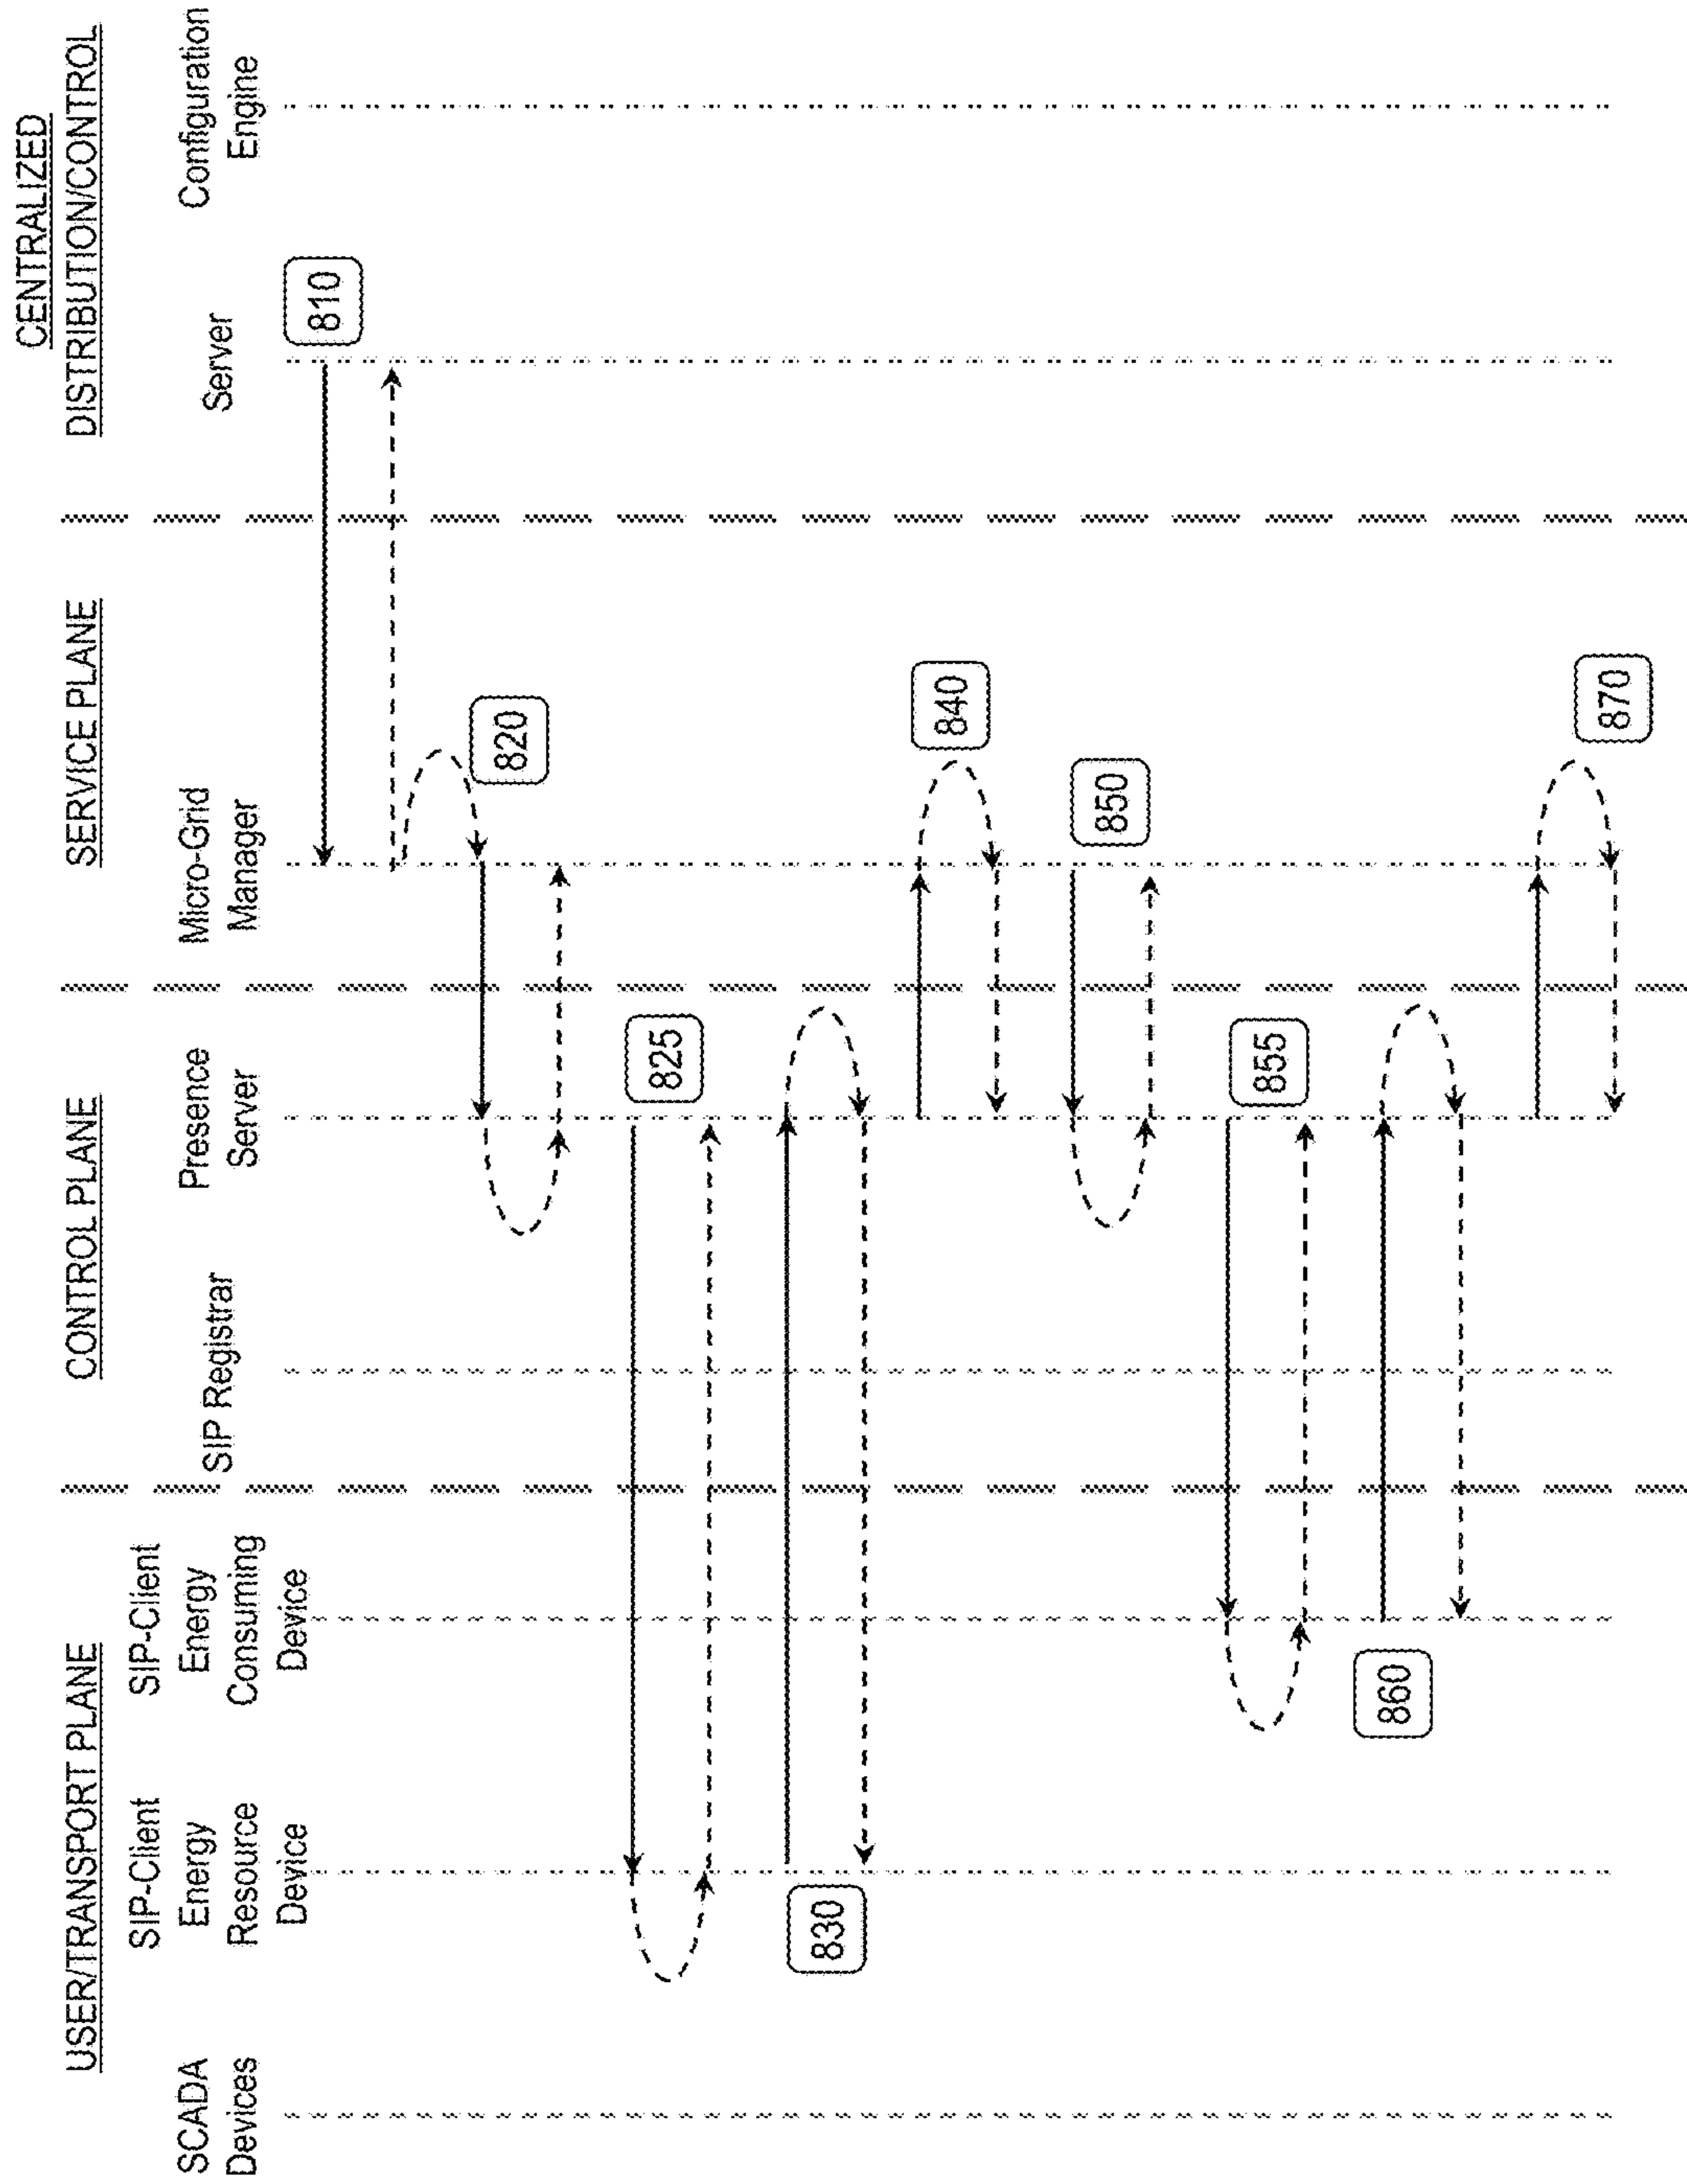 USER/TRANSPORT PLANE
CONTROL PLANE
SERVICE PLANE
CENTRALIZED
DISTRIBUTION/CONTROL
SCADA
Devices
SIP-Client
Energy
Resource
Device
SIP-Client
Energy
Consuming
Device
SIP Registrar
Presence
Server
Micro-Grid
Manager
Server
Configuration
Engine
810
820
825
830
840
850
855
860
870